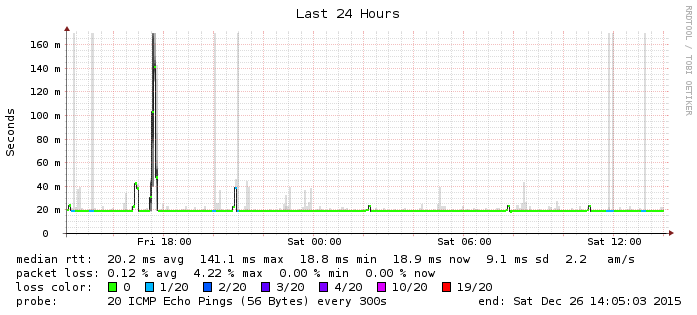 Last 24 Hours
RRDTOOL / TOBI OETIKER
Seconds
160 m
140 m
120 m
100 m
80 m
60 m
40 m
20 m
0
Fri 18:00 Sat 00:00 Sat 06:00 Sat 12:00
median rtt: 20.2 ms avg 141.1 ms max 18.8 ms min 18.9 ms now 9.1 ms sd 2.2 am/s
packet loss: 0.12 % avg 4.22 % max 0.00 % min 0.00 % now
loss color: 0 1/20 2/20 3/20 4/20 10/20 19/20
probe: 20 ICMP Echo Pings (56 Bytes) every 300s end: Sat Dec 26 14:05:03 2015